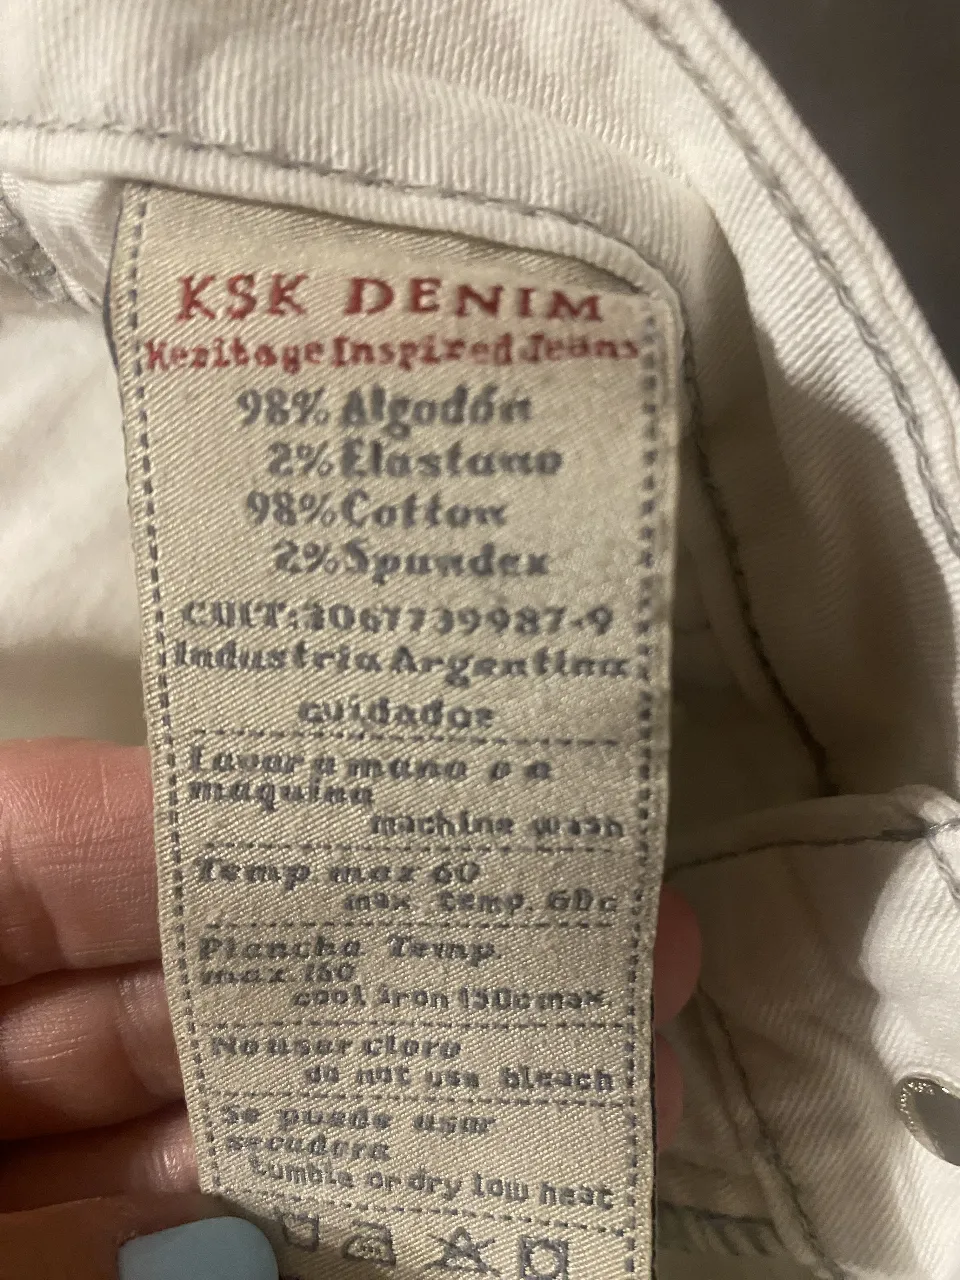 KSK DENIM
Heritage Inspired Jeans
98% Algodón
2% Elastano
98% Cotton
2% Spandex
CUIT: 3067739987-9
Industria Argentina
cuidados
Lavar a mano o a
maquina
machine wash
Temp max 60
max temp. 60c
Plancha Temp.
max 150
cool iron 150c max.
No usar cloro
do not use bleach
Se puede usar
secadora
tumble or dry low heat